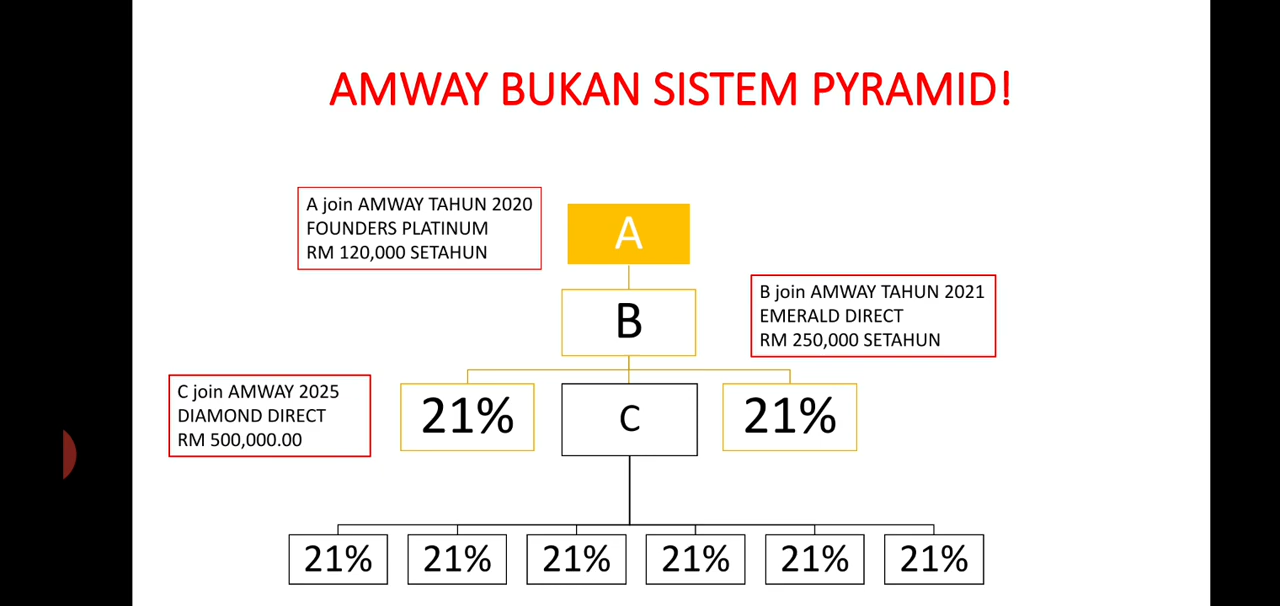 AMWAY BUKAN SISTEM PYRAMID!
A join AMWAY TAHUN 2020
FOUNDERS PLATINUM
RM 120,000 SETAHUN
A
B
B join AMWAY TAHUN 2021
EMERALD DIRECT
RM 250,000 SETAHUN
C join AMWAY 2025
DIAMOND DIRECT
RM 500,000.00
21%
C
21%
21%
21%
21%
21%
21%
21%